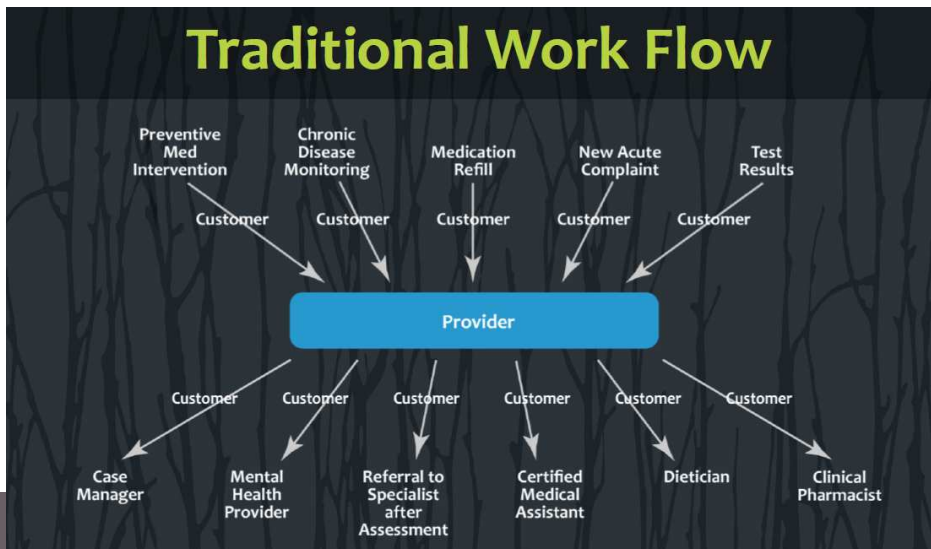 Traditional Work Flow
Preventive
Med
Intervention
Chronic
Disease
Monitoring
Medication
Refill
New Acute
Complaint
Test
Results
Customer
Customer
Customer
Customer
Customer
Provider
Customer
Customer
Customer
Customer
Customer
Customer
Case
Manager
Mental
Health
Provider
Referral to
Specialist
after
Assessment
Certified
Medical
Assistant
Dietician
Clinical
Pharmacist